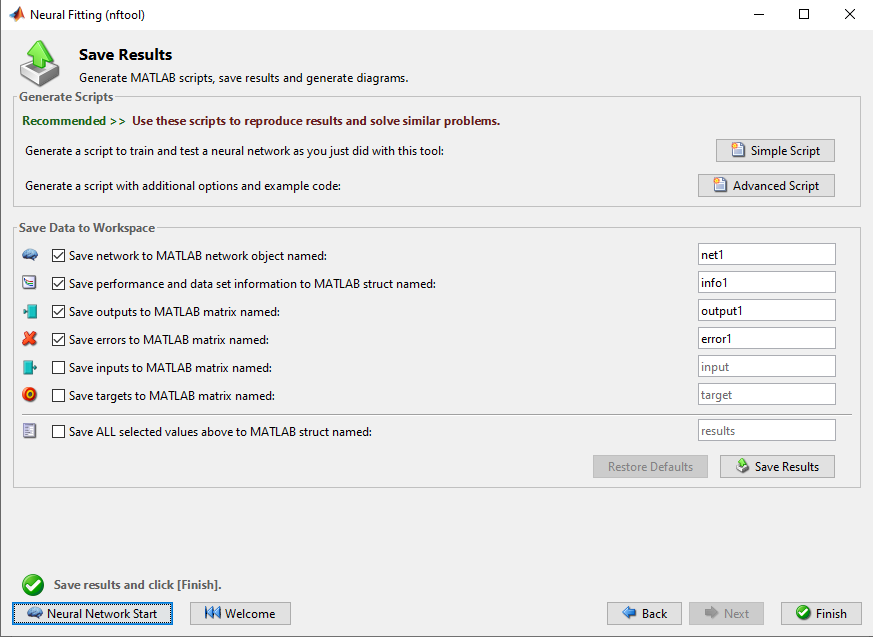 Neural Fitting (nftool)
Save Results
Generate MATLAB scripts, save results and generate diagrams.
Generate Scripts
Recommended >> Use these scripts to reproduce results and solve similar problems.
Generate a script to train and test a neural network as you just did with this tool: Simple Script
Generate a script with additional options and example code: Advanced Script
Save Data to Workspace
Save network to MATLAB network object named: net1
Save performance and data set information to MATLAB struct named: info1
Save outputs to MATLAB matrix named: output1
Save errors to MATLAB matrix named: error1
Save inputs to MATLAB matrix named: input
Save targets to MATLAB matrix named: target
Save ALL selected values above to MATLAB struct named: results
Restore Defaults Save Results
Save results and click [Finish].
Neural Network Start Welcome Back Next Finish